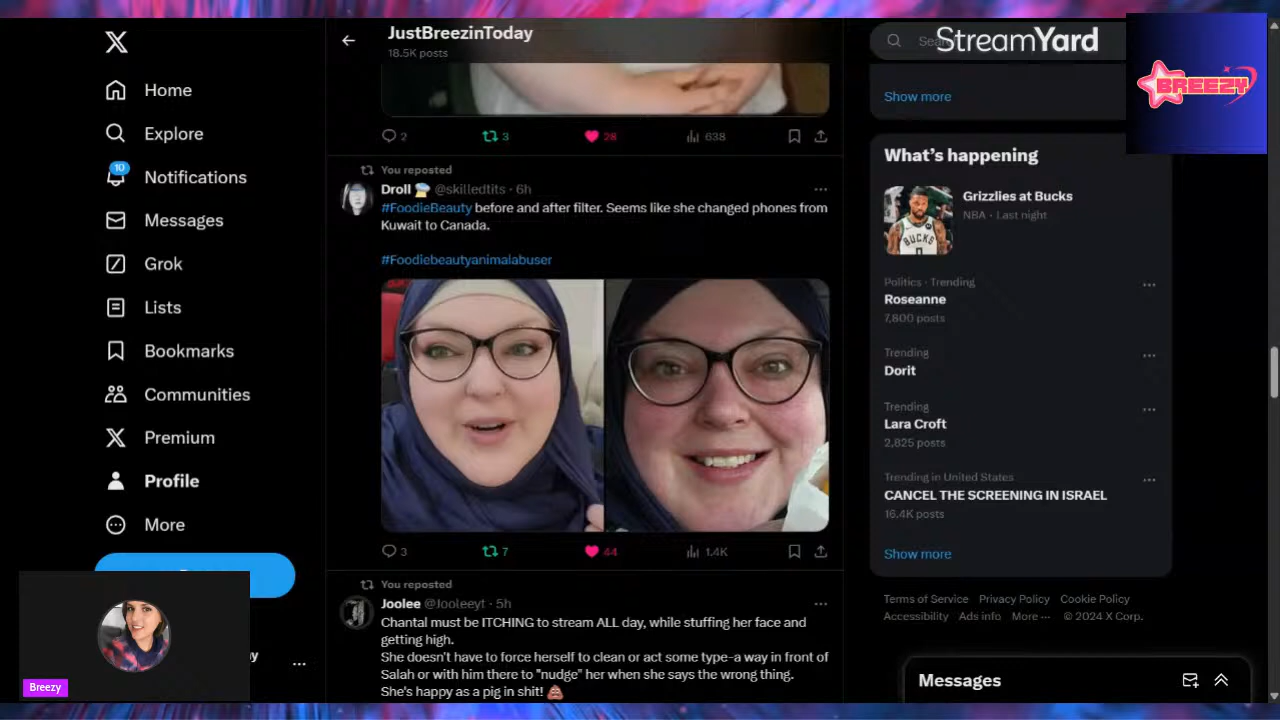 JustBreezinToday
18.5K posts
StreamYard
BREEZY
Home
Explore
10
Notifications
Messages
Grok
Lists
Bookmarks
Communities
Premium
Profile
More
Breezy
2
3
28
638
You reposted
Droll @skilledtits · 6h
#FoodieBeauty before and after filter. Seems like she changed phones from
Kuwait to Canada.
#Foodiebeautyanimalabuser
3
7
44
1.4K
You reposted
Joolee @Jooleeyt · 5h
Chantal must be ITCHING to stream ALL day, while stuffing her face and
getting high.
She doesn't have to force herself to clean or act some type-a way in front of
Salah or with him there to "nudge" her when she says the wrong thing.
She's happy as a pig in shit! 💩
Show more
What's happening
Grizzlies at Bucks
NBA · Last night
BUCKS
Politics · Trending
Roseanne
7,800 posts
Trending
Dorit
Trending
Lara Croft
2,825 posts
Trending in United States
CANCEL THE SCREENING IN ISRAEL
16.4K posts
Show more
Terms of Service Privacy Policy Cookie Policy
Accessibility Ads info More ··· © 2024 X Corp.
Messages